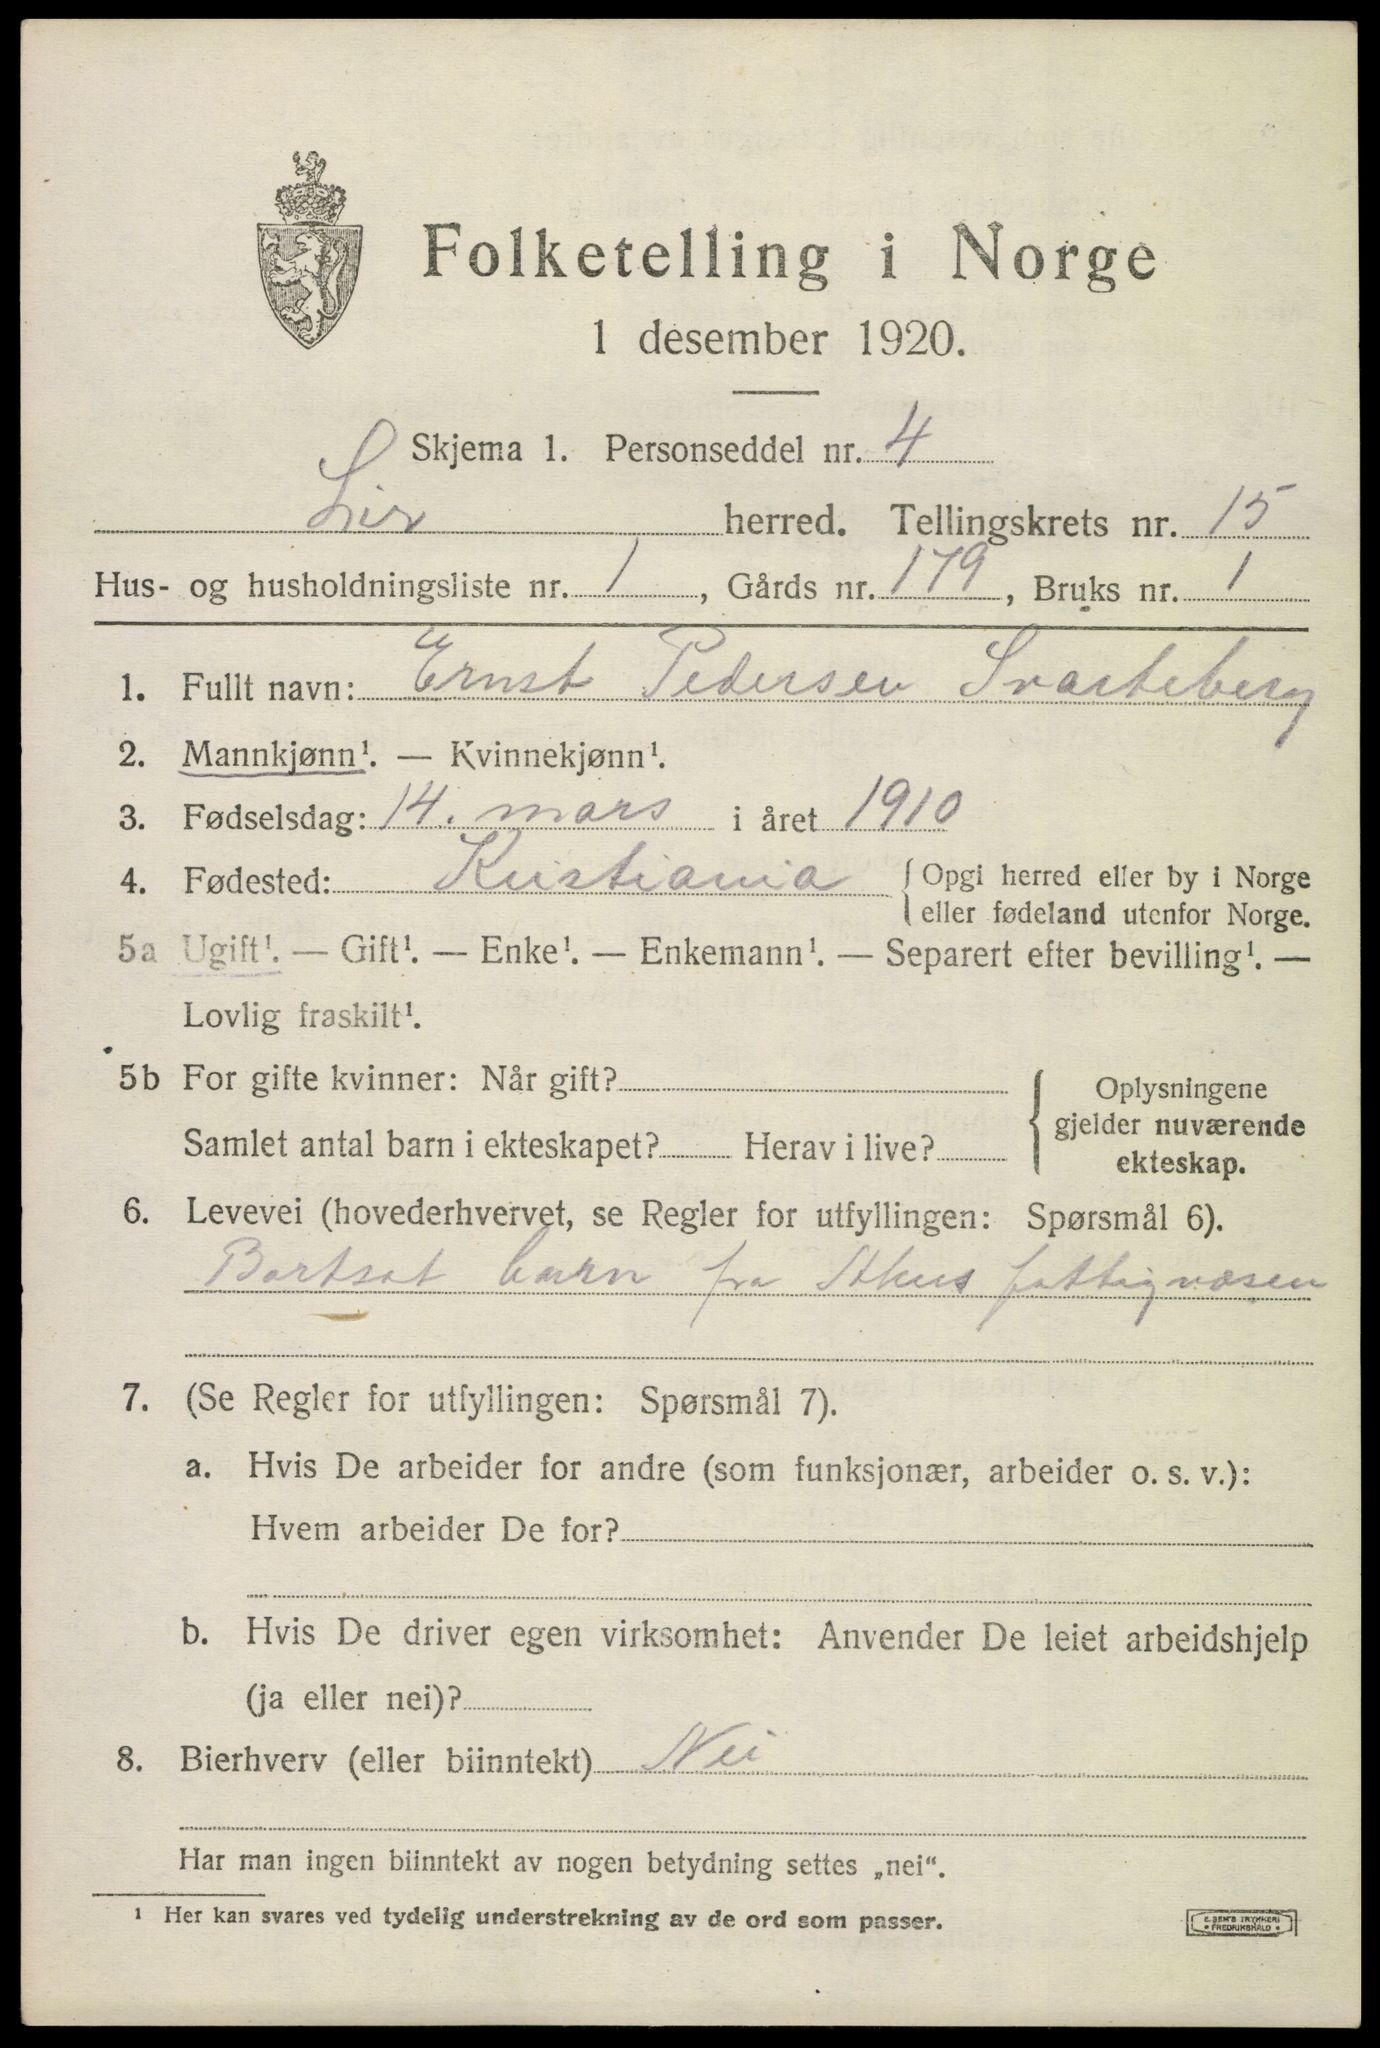 Folketelling i Norge
1 desember 1920.
Skjema 1. Personseddel nr. 4
Lier herred. Tellingskrets nr. 15
Hus- og husholdningsliste nr. 1, Gårds nr. 179, Bruks nr. 1
1. Fullt navn: Ernst Pedersen Svarteberg
2. Mannkjønn¹. — Kvinnekjønn¹.
3. Fødselsdag: 14. mars i året 1910
4. Fødested: Kristiania { Opgi herred eller by i Norge
eller fødeland utenfor Norge.
5a Ugift¹. — Gift¹. — Enke¹. — Enkemann¹. — Separert efter bevilling¹. —
Lovlig fraskilt¹.
5b For gifte kvinner: Når gift?
Samlet antal barn i ekteskapet? Herav i live?
{ Oplysningene
gjelder nuværende
ekteskap.
6. Levevei (hovederhvervet, se Regler for utfyllingen: Spørsmål 6).
Bortsat barn fra Akus fattigvæsen
7. (Se Regler for utfyllingen: Spørsmål 7).
a. Hvis De arbeider for andre (som funksjonær, arbeider o. s. v.):
Hvem arbeider De for?
b. Hvis De driver egen virksomhet: Anvender De leiet arbeidshjelp
(ja eller nei)?
8. Bierhverv (eller biinntekt) Nei
Har man ingen biinntekt av nogen betydning settes „nei“.
¹ Her kan svares ved tydelig understrekning av de ord som passer.
E. SEM'S TRYKKERI
• FREDRIKSHALD •